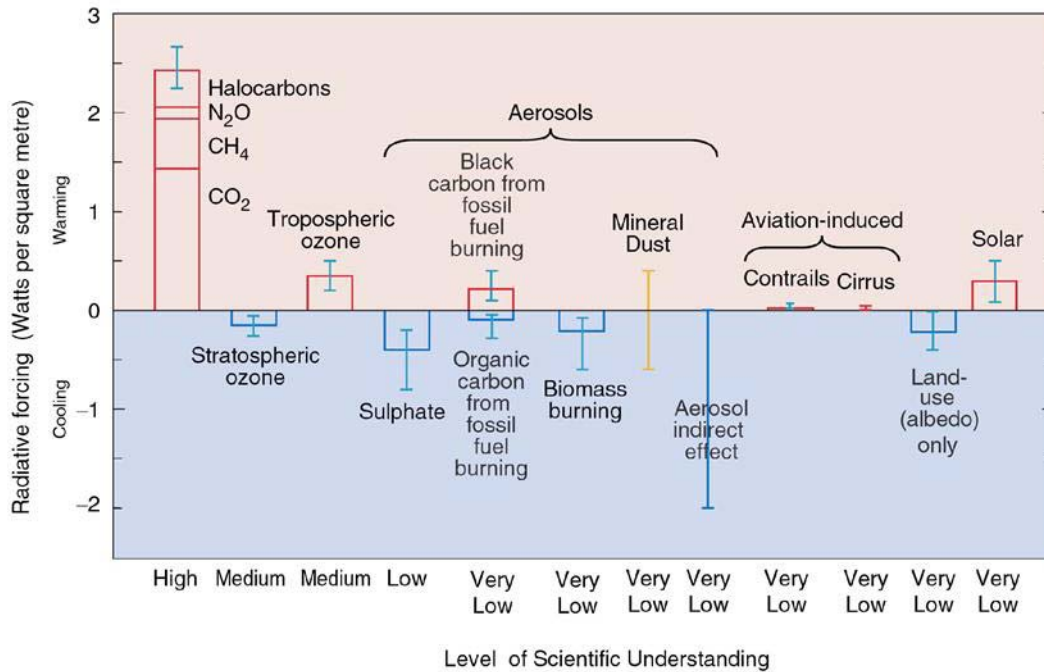 Radiative forcing (Watts per square metre)
Warming
Cooling
3
2
1
0
−1
−2
Halocarbons
N₂O
CH₄
CO₂
Stratospheric
ozone
Tropospheric
ozone
Aerosols
Sulphate
Black
carbon from
fossil
fuel
burning
Organic
carbon
from
fossil
fuel
burning
Biomass
burning
Mineral
Dust
Aerosol
indirect
effect
Aviation-induced
Contrails Cirrus
Land-
use
(albedo)
only
Solar
High Medium Medium Low Very Very Very Very Very Very Very Very
Low Low Low Low Low Low Low Low
Level of Scientific Understanding